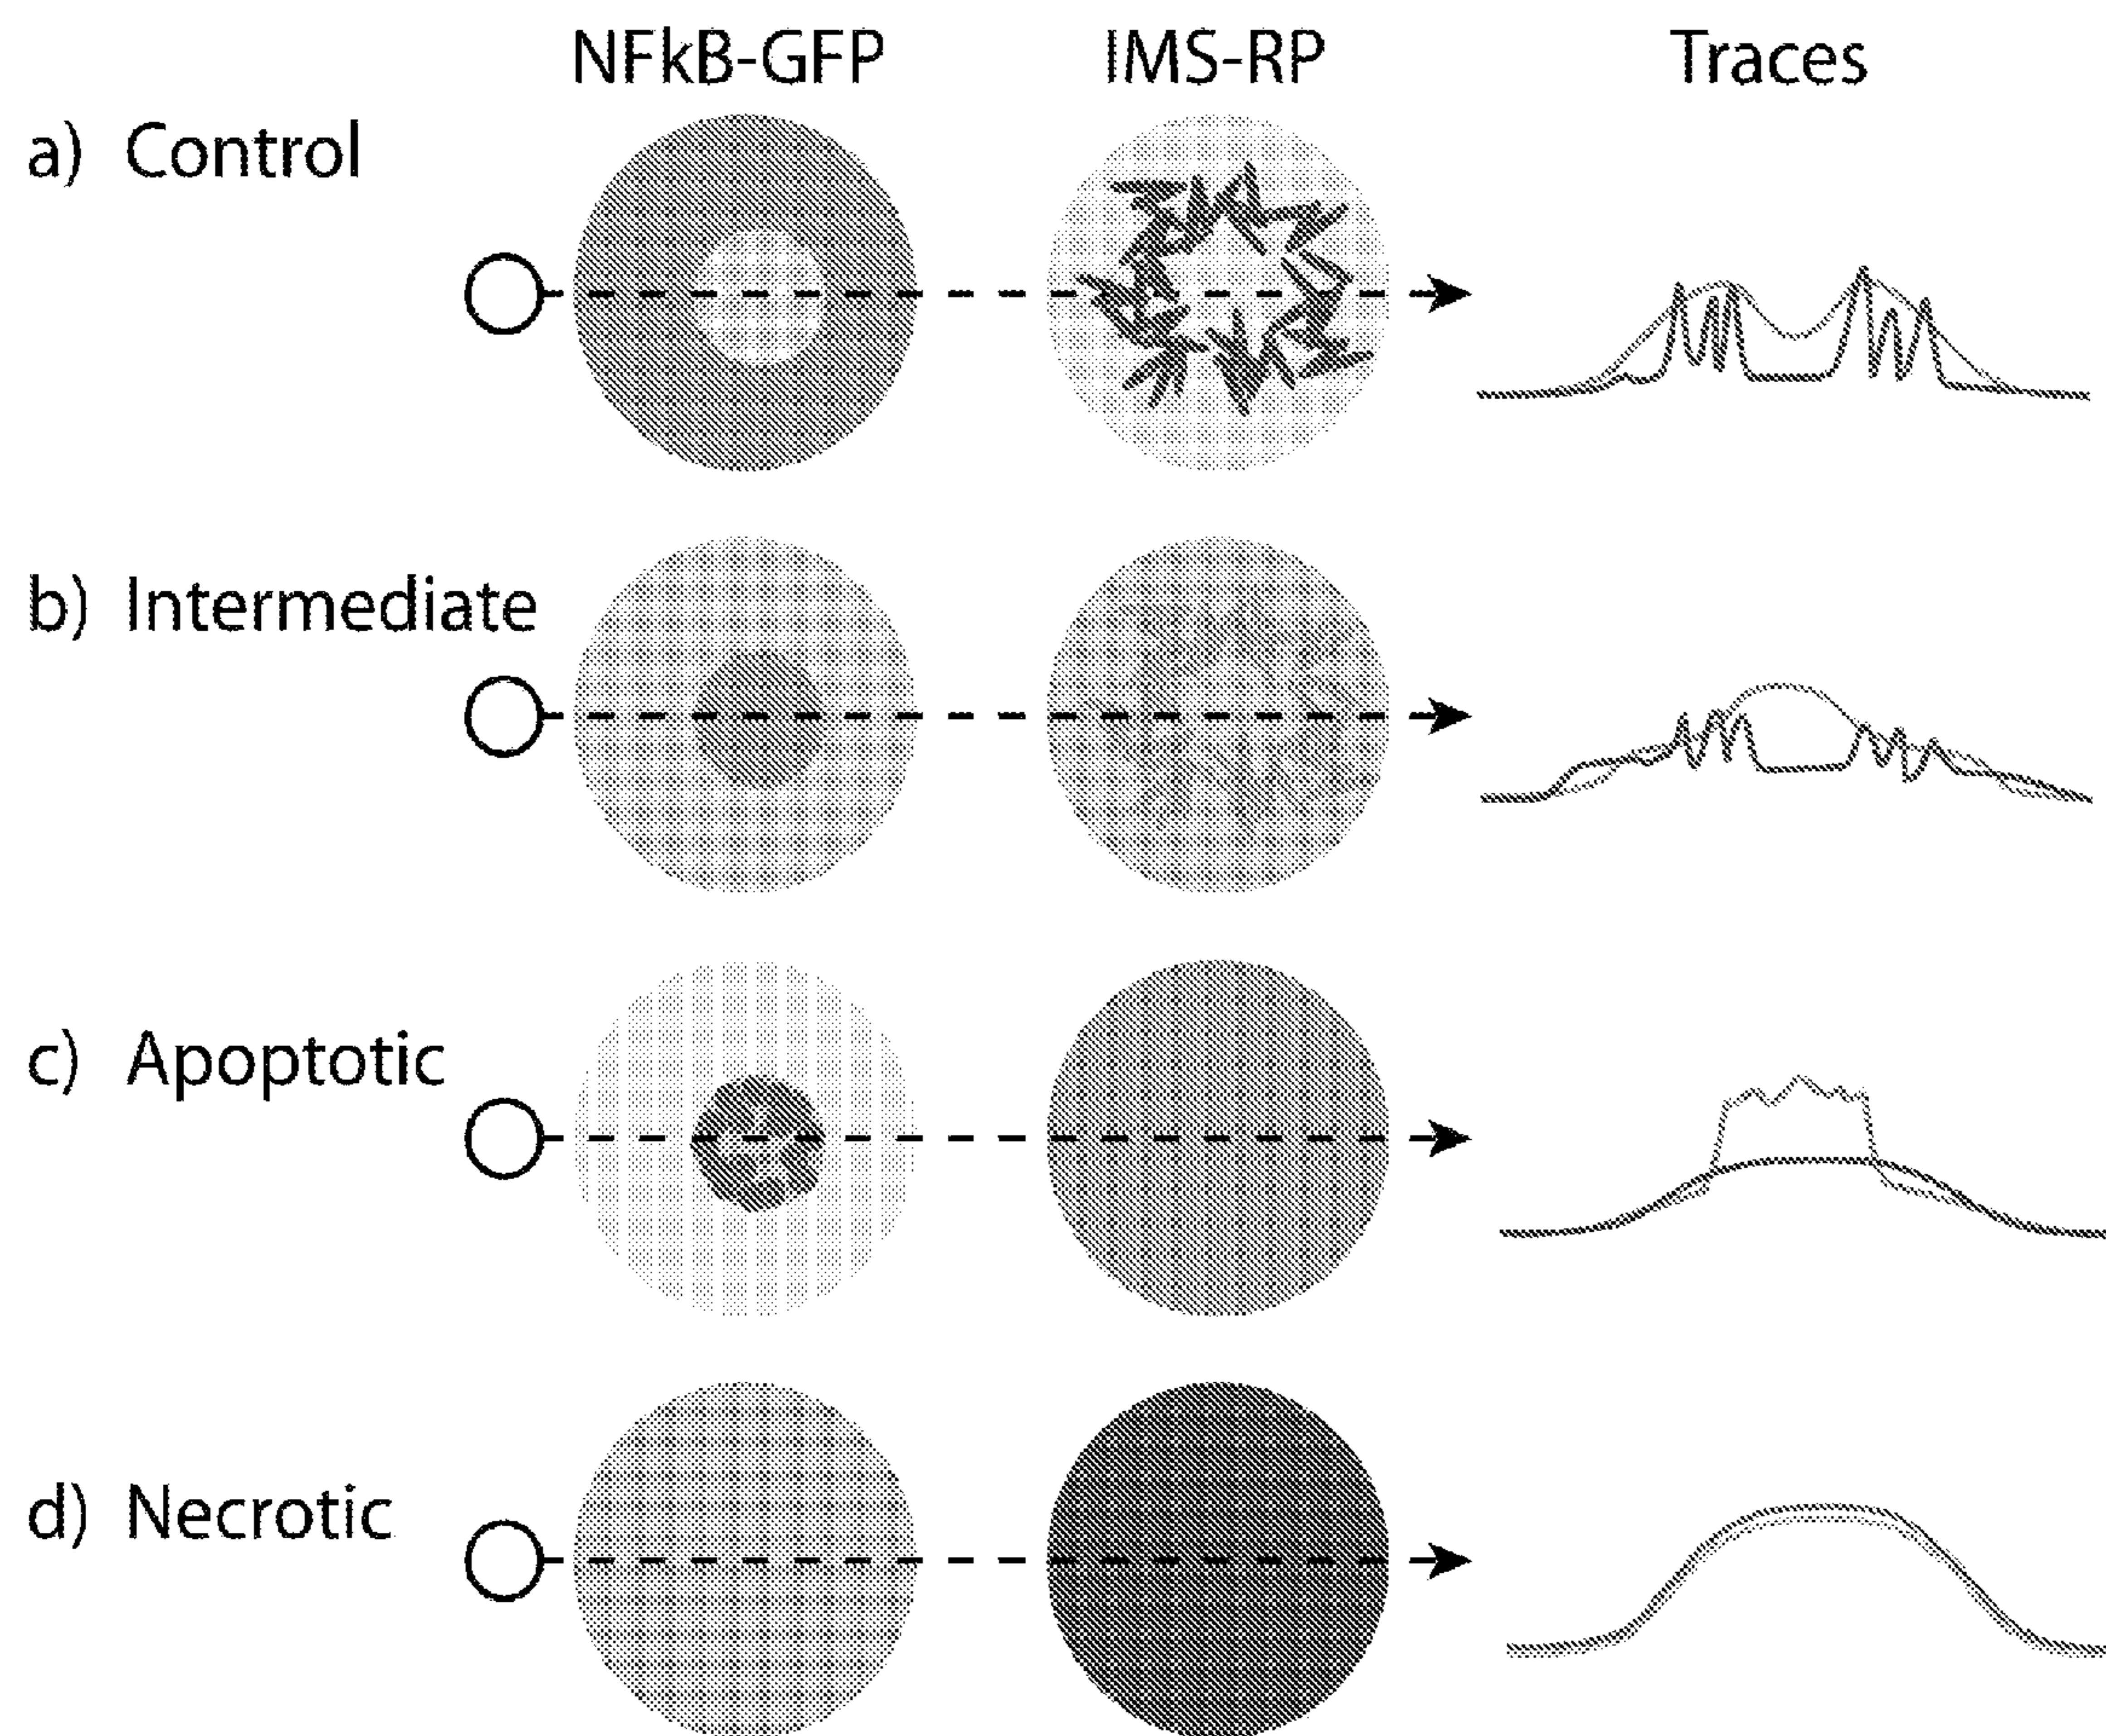 NFkB-GFP IMS-RP Traces
a) Control
b) Intermediate
c) Apoptotic
d) Necrotic